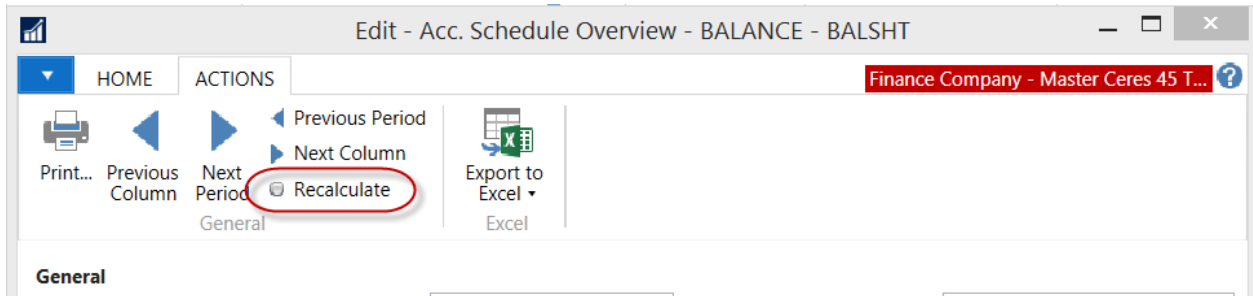 Edit - Acc. Schedule Overview - BALANCE - BALSHT
HOME ACTIONS
Finance Company - Master Ceres 45 T... ?
Print...
Previous
Column
Next
Period
Previous Period
Next Column
Recalculate
General
Export to
Excel
Excel
General